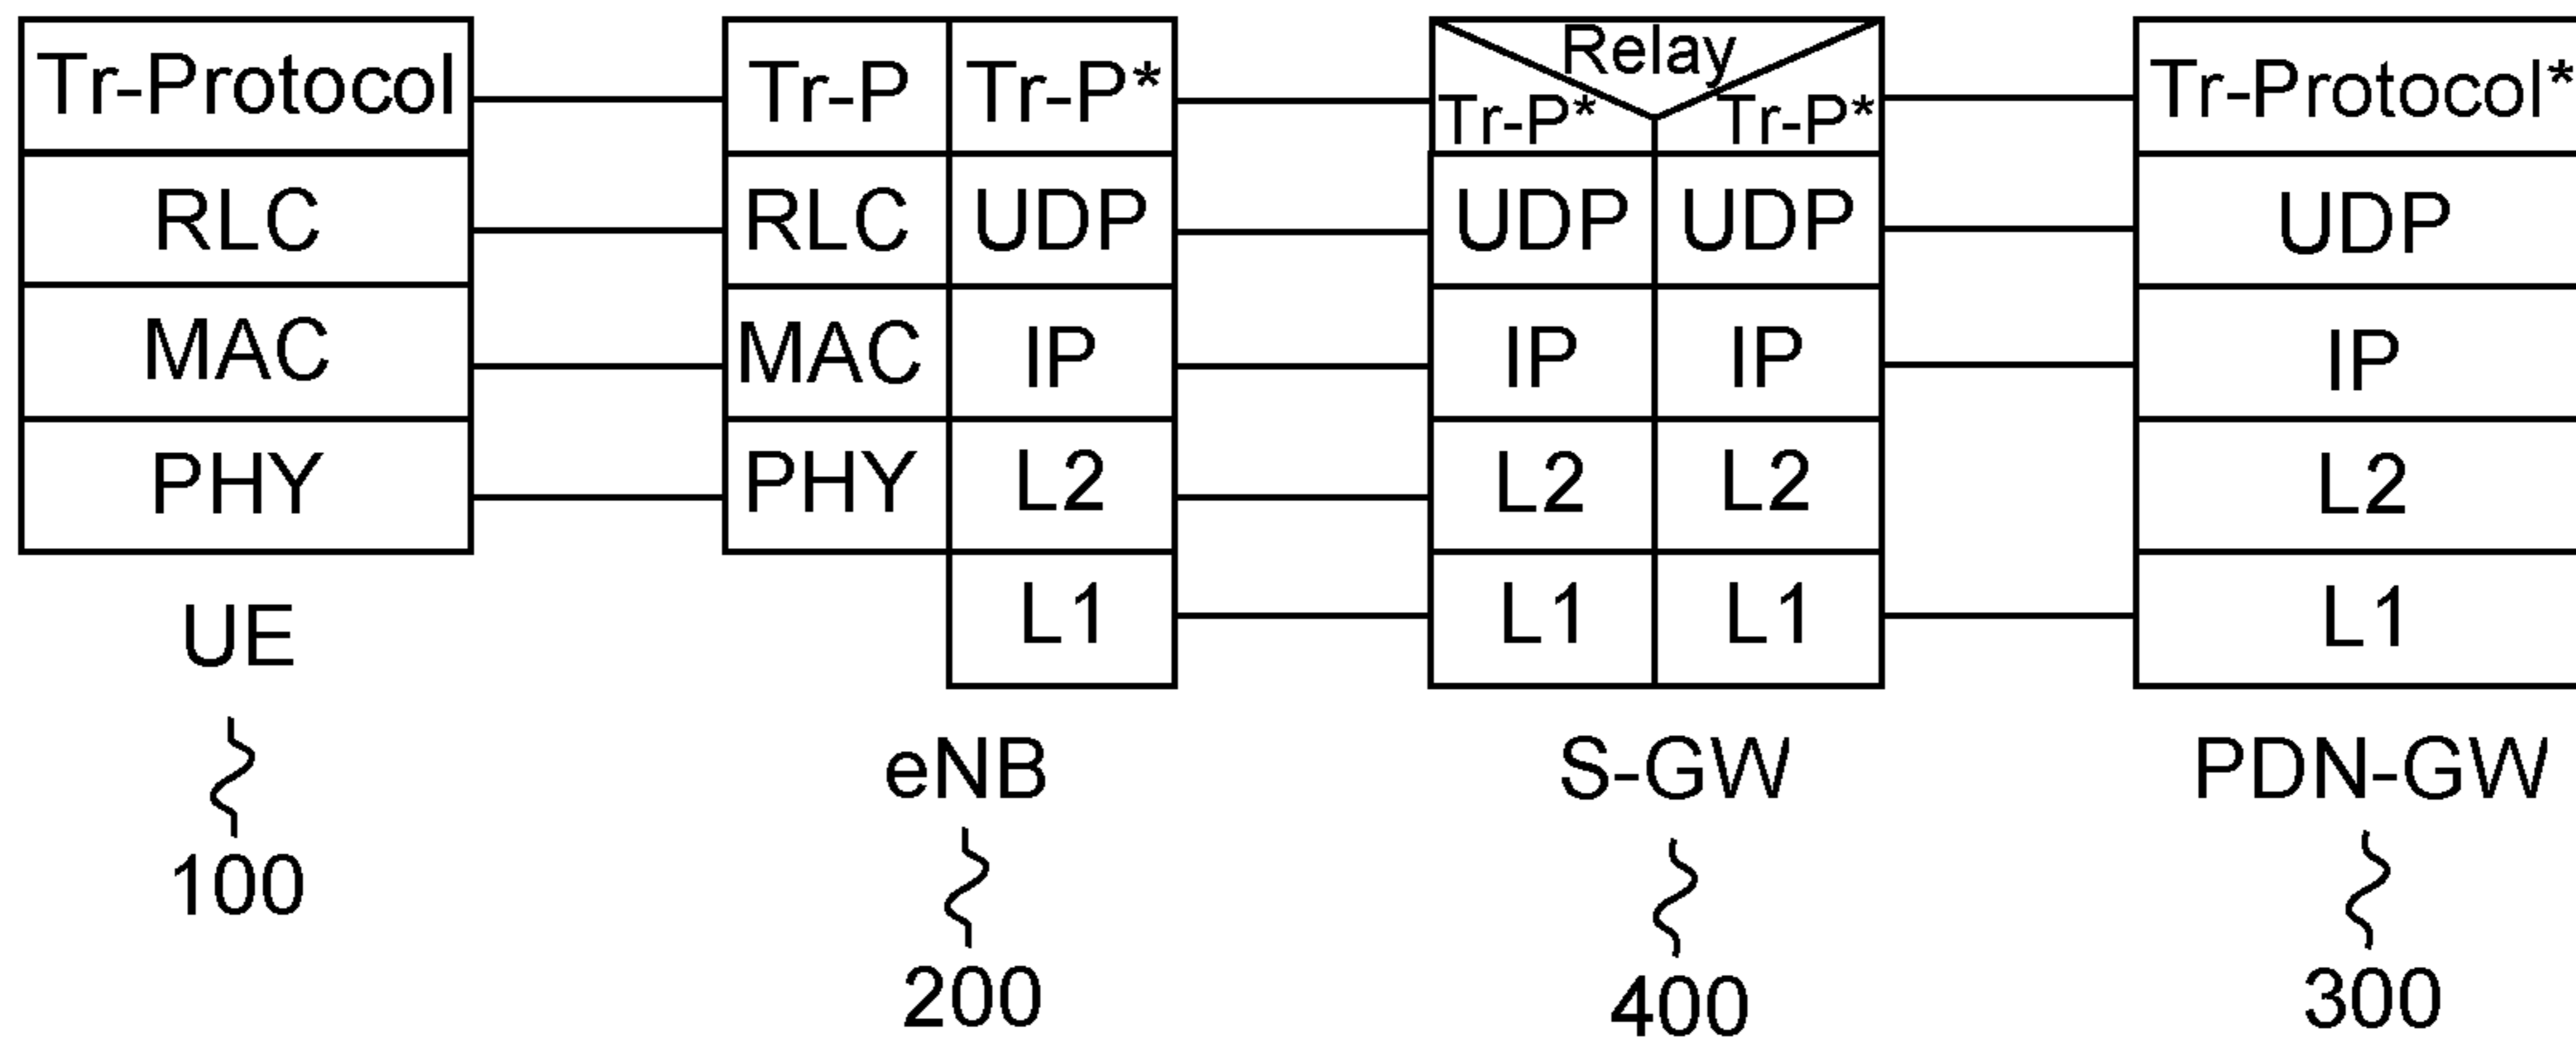 Relay
Tr-Protocol Tr-P Tr-P* Tr-P* Tr-P* Tr-Protocol*
RLC RLC UDP UDP UDP UDP
MAC MAC IP IP IP IP
PHY PHY L2 L2 L2 L2
L1 L1 L1 L1
UE
eNB S-GW PDN-GW
100
200 400 300